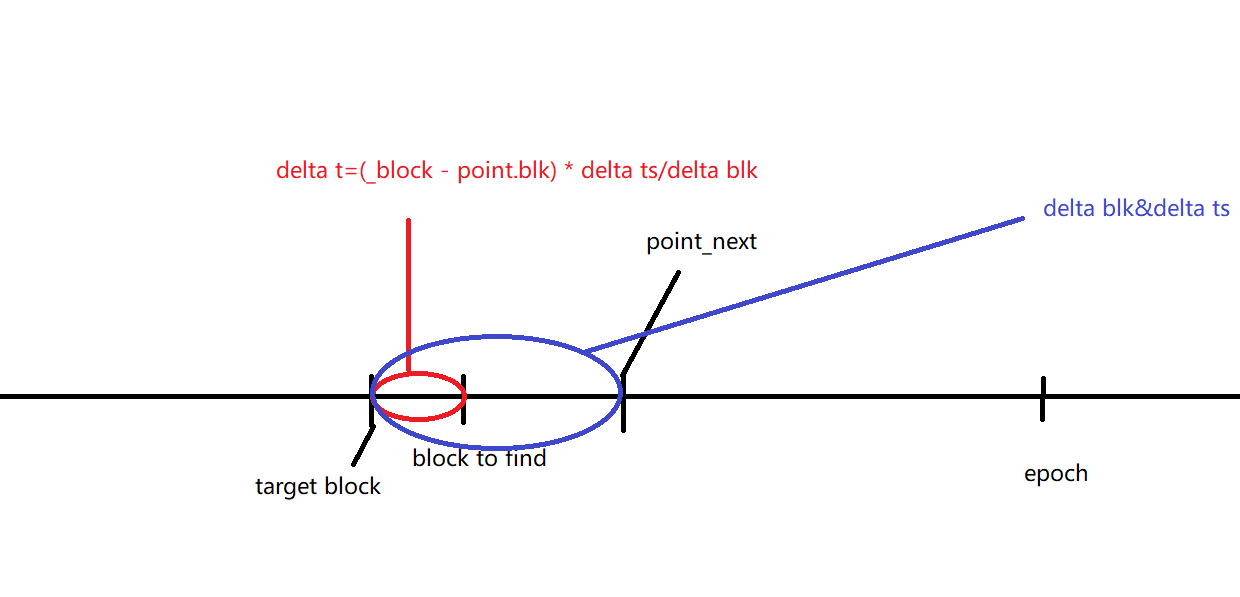 delta t=(_block - point.blk) * delta ts/delta blk
delta blk&delta ts
point_next
block to find
target block
epoch